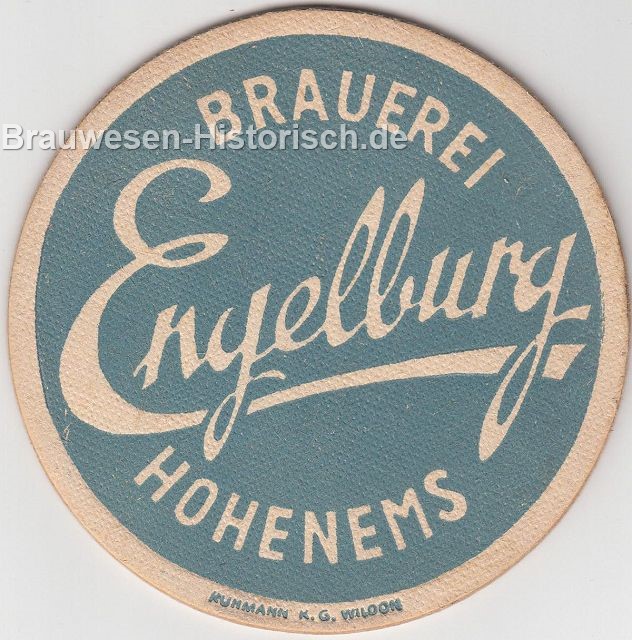 BRAUEREI
Brauwesen-Historisch.de
Engelburg
HOHENEMS
KUHMANN K.G. WILDON